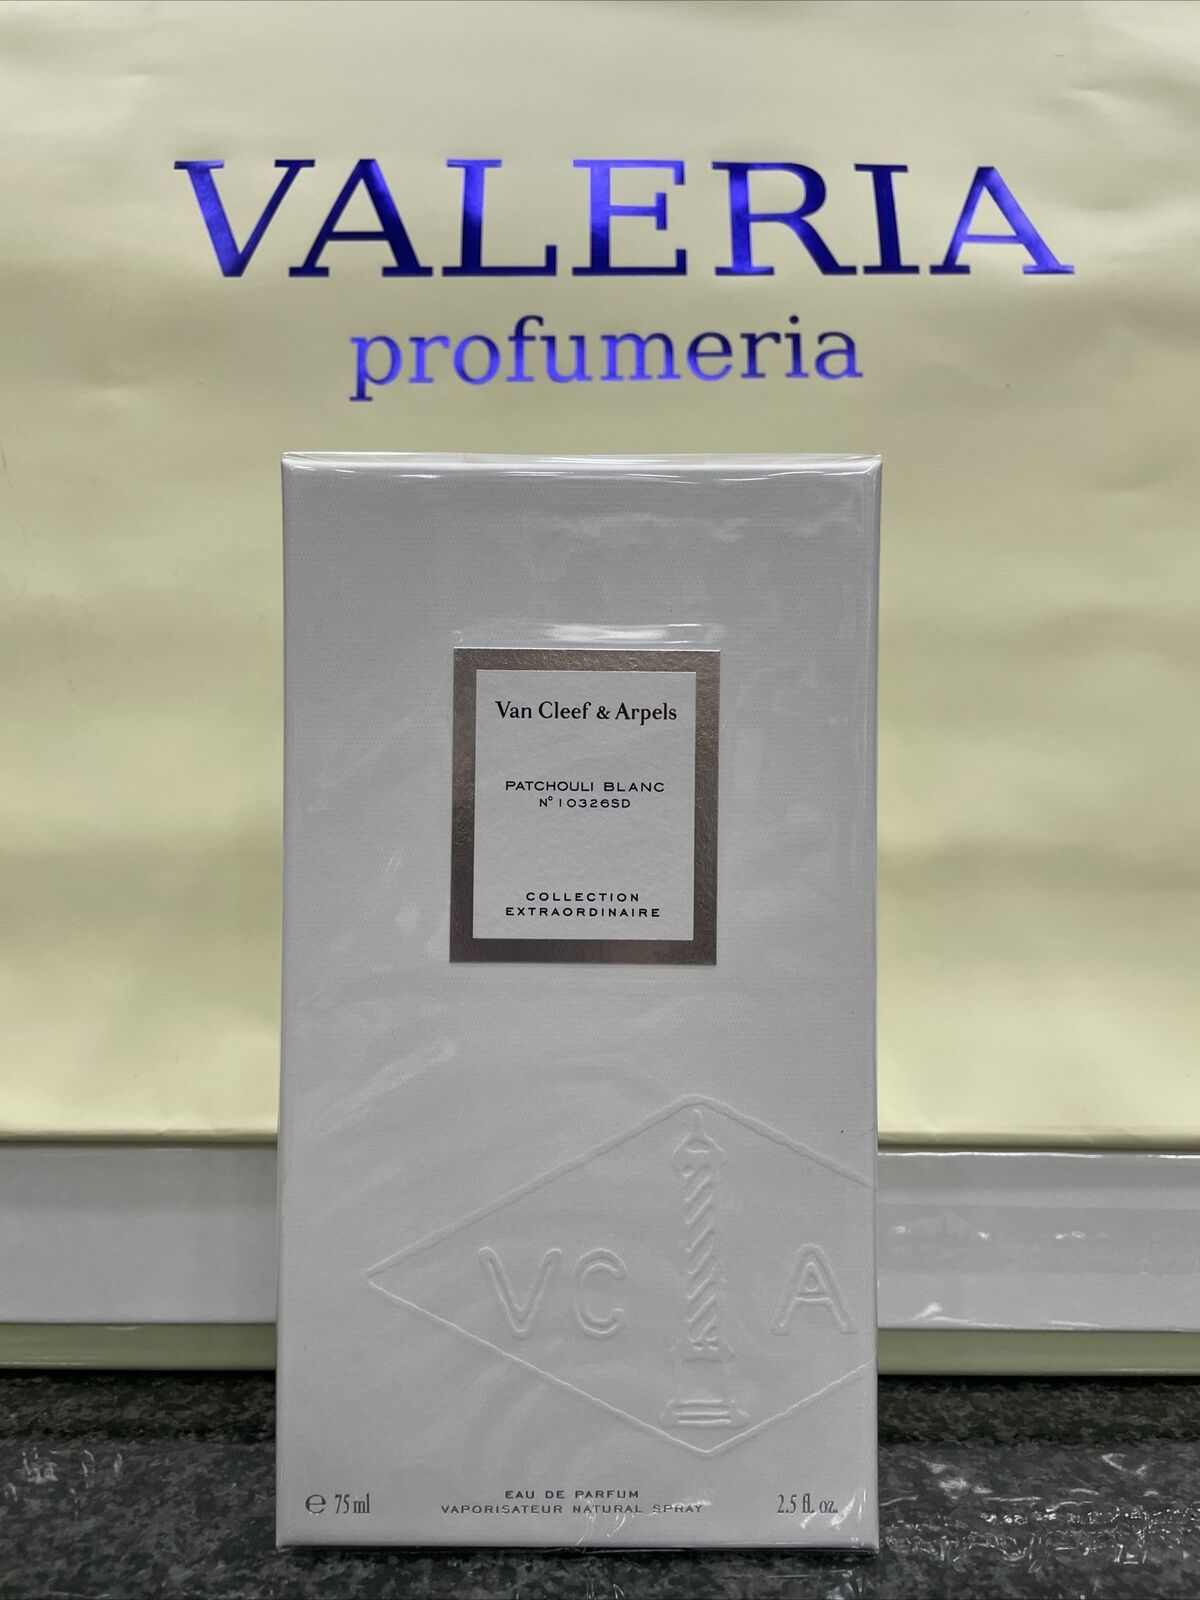 VALERIA
profumeria
Van Cleef & Arpels
PATCHOULI BLANC
N° 10326SD
COLLECTION
EXTRAORDINAIRE
VC A
EAU DE PARFUM
℮ 75 ml VAPORISATEUR NATURAL SPRAY 2.5 fl. oz.